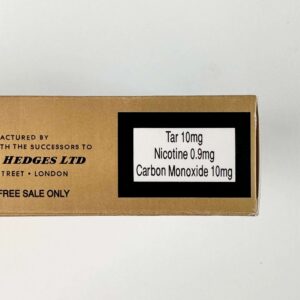 ACTURED BY
TH THE SUCCESSORS TO
HEDGES LTD
TREET • LONDON
FREE SALE ONLY
Tar 10mg
Nicotine 0.9mg
Carbon Monoxide 10mg